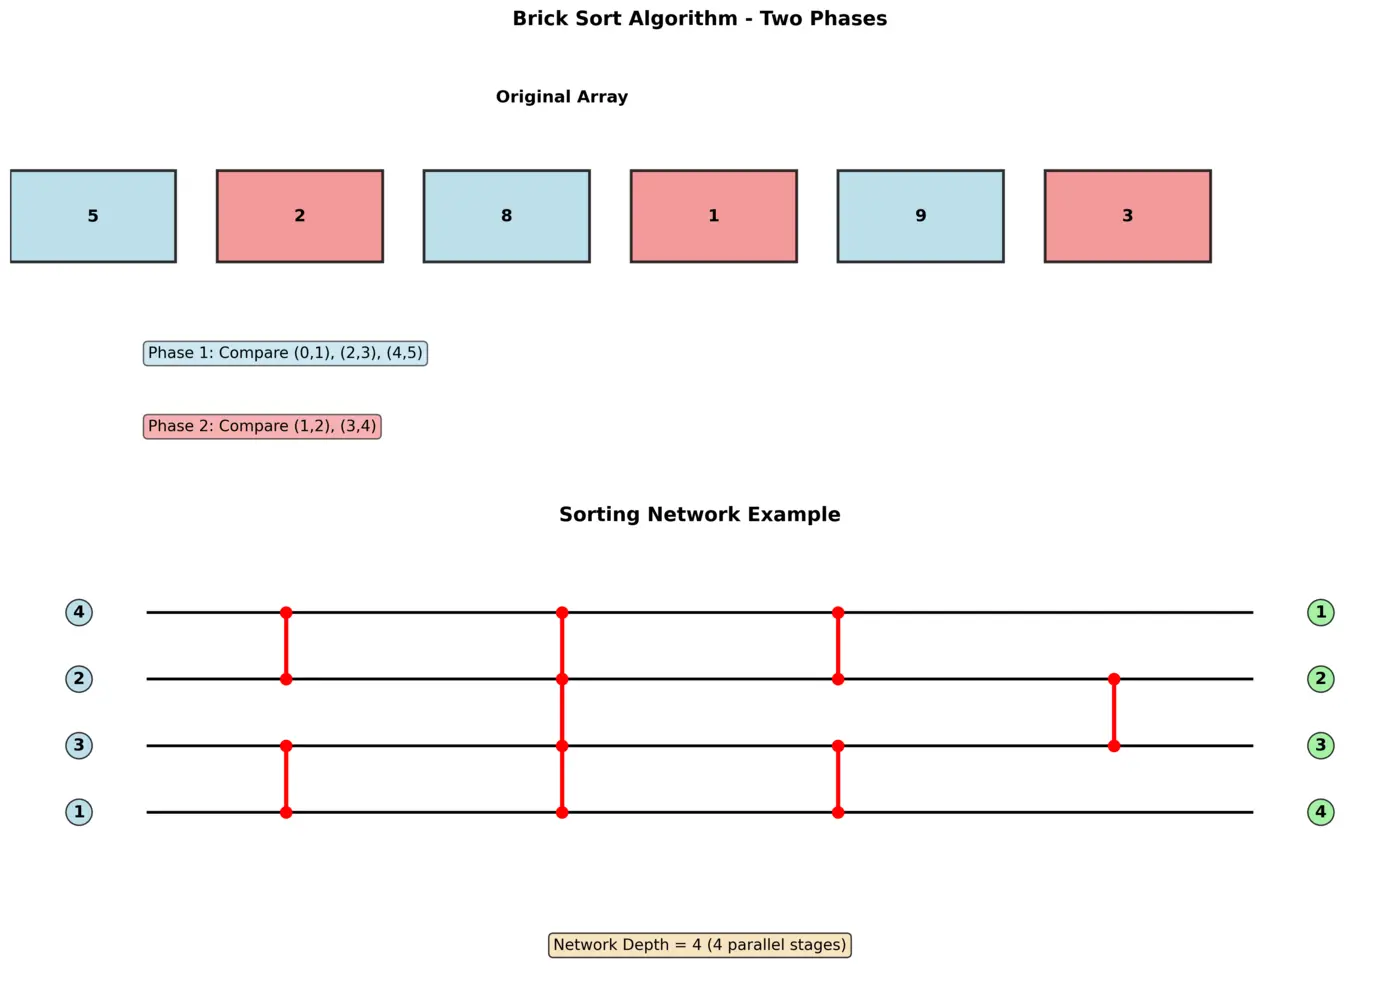 Brick Sort Algorithm - Two Phases
Original Array
5 2 8 1 9 3
Phase 1: Compare (0,1), (2,3), (4,5)
Phase 2: Compare (1,2), (3,4)
Sorting Network Example
4 1
2 2
3 3
1 4
Network Depth = 4 (4 parallel stages)